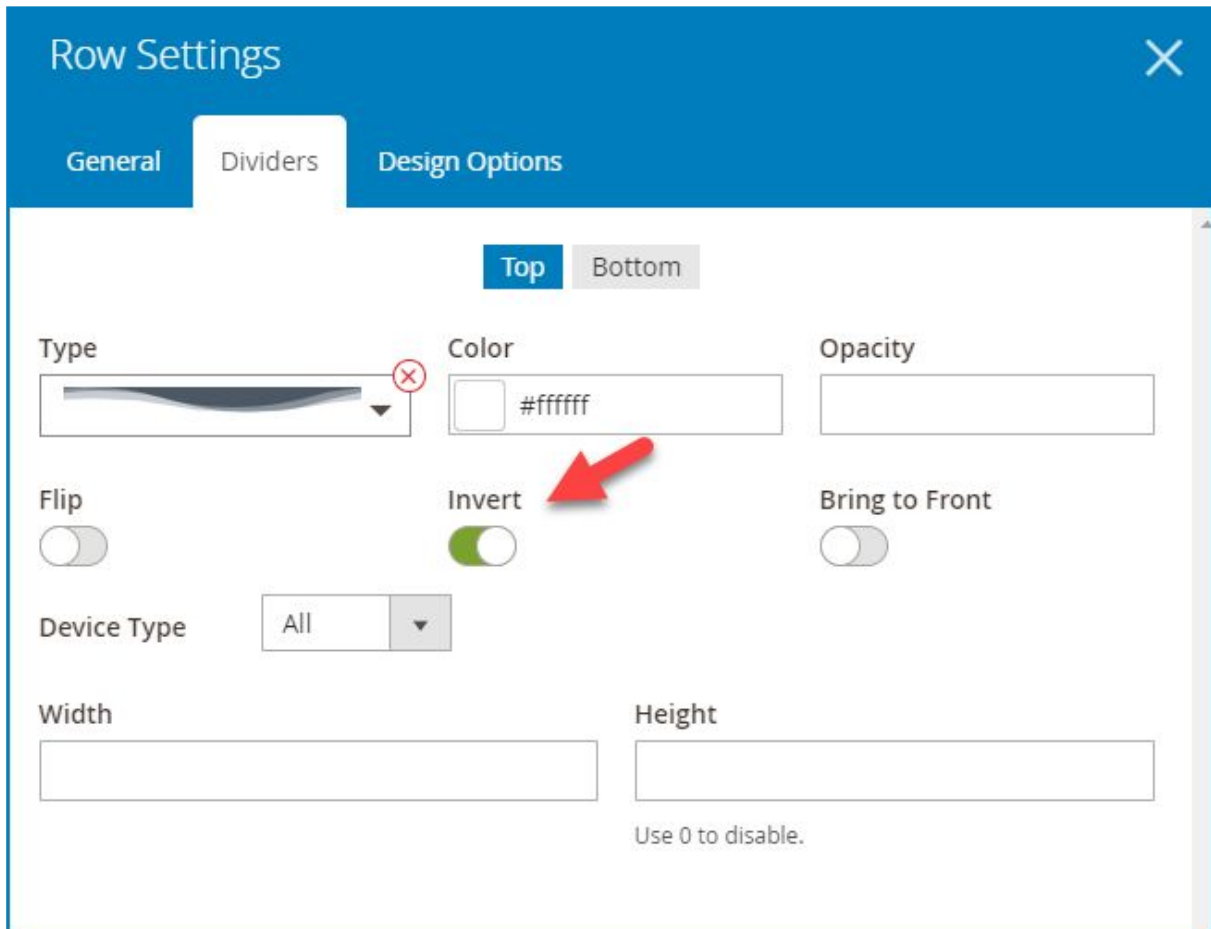 Row Settings
General Dividers Design Options
Top Bottom
Type Color Opacity
#ffffff
Flip Invert Bring to Front
Device Type All
Width Height
Use 0 to disable.